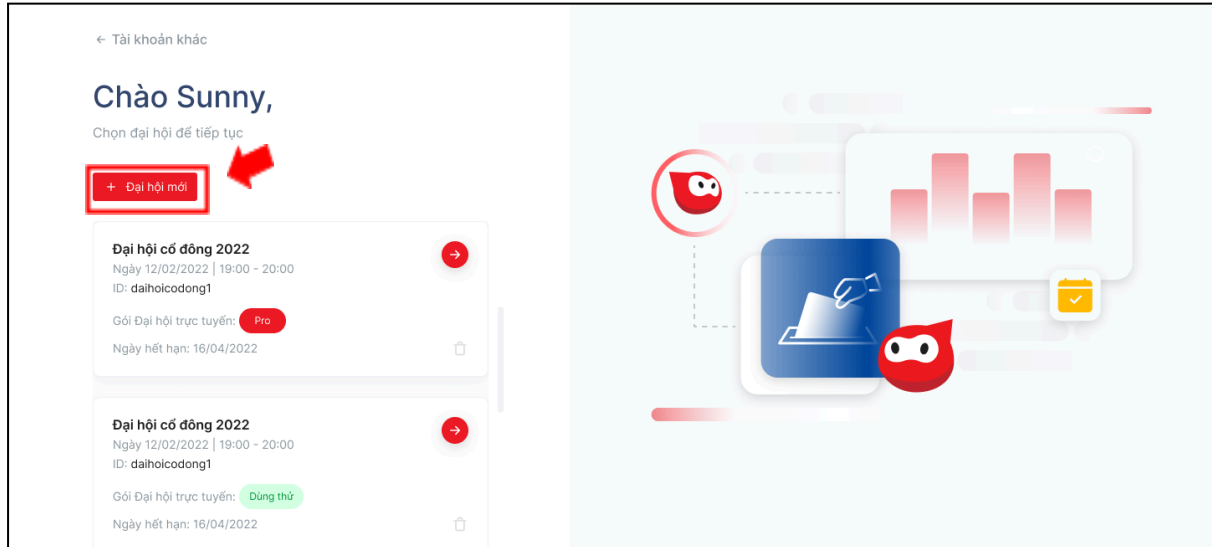 ← Tài khoản khác
Chào Sunny,
Chọn đại hội để tiếp tục
+ Đại hội mới
Đại hội cổ đông 2022
Ngày 12/02/2022 | 19:00 - 20:00
ID: daihoicodong1
Gói Đại hội trực tuyến: Pro
Ngày hết hạn: 16/04/2022
Đại hội cổ đông 2022
Ngày 12/02/2022 | 19:00 - 20:00
ID: daihoicodong1
Gói Đại hội trực tuyến: Dùng thử
Ngày hết hạn: 16/04/2022